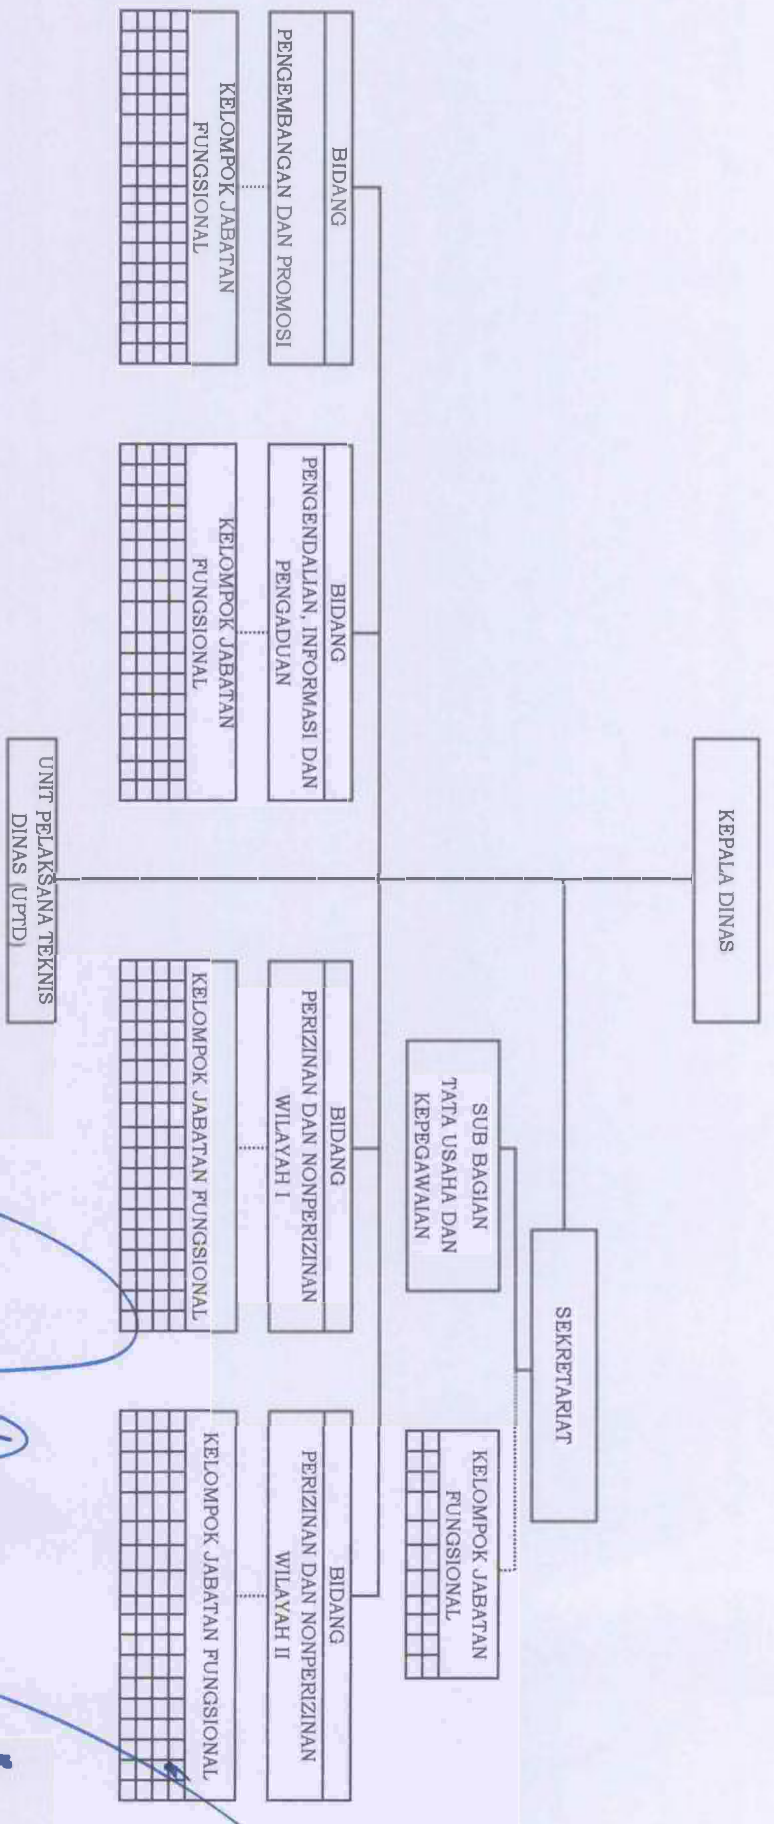 KEPALA DINAS
SEKRETARIAT
SUB BAGIAN
TATA USAHA DAN
KEPEGAWAIAN
KELOMPOK JABATAN
FUNGSIONAL
BIDANG
PENGEMBANGAN DAN PROMOSI
KELOMPOK JABATAN
FUNGSIONAL
BIDANG
PENGENDALIAN, INFORMASI DAN
PENGADUAN
KELOMPOK JABATAN
FUNGSIONAL
BIDANG
PERIZINAN DAN NONPERIZINAN
WILAYAH I
KELOMPOK JABATAN FUNGSIONAL
BIDANG
PERIZINAN DAN NONPERIZINAN
WILAYAH II
KELOMPOK JABATAN FUNGSIONAL
UNIT PELAKSANA TEKNIS
DINAS (UPTD)